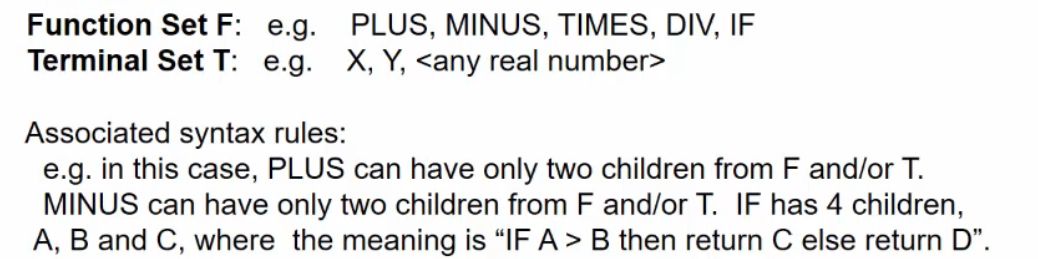 Function Set F: e.g. PLUS, MINUS, TIMES, DIV, IF
Terminal Set T: e.g. X, Y, <any real number>
Associated syntax rules:
e.g. in this case, PLUS can have only two children from F and/or T.
MINUS can have only two children from F and/or T. IF has 4 children,
A, B and C, where the meaning is “IF A > B then return C else return D”.